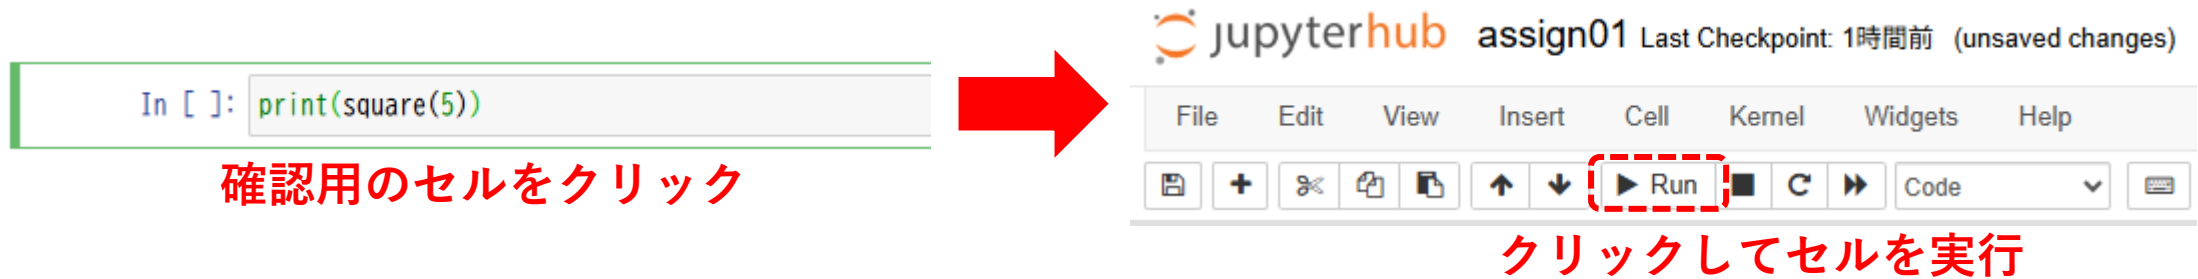 In [ ]: print(square(5))
確認用のセルをクリック
jupyterhub assign01 Last Checkpoint: 1時間前 (unsaved changes)
File Edit View Insert Cell Kernel Widgets Help
Run Code
クリックしてセルを実行